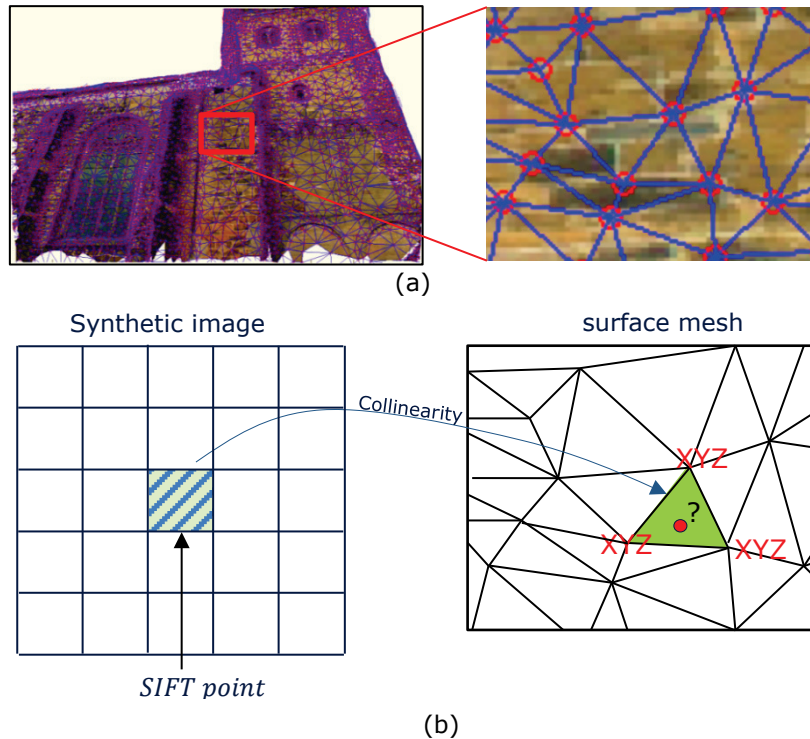 (a)
Synthetic image
surface mesh
Collinearity
XYZ
?
XYZ
XYZ
SIFT point
(b)